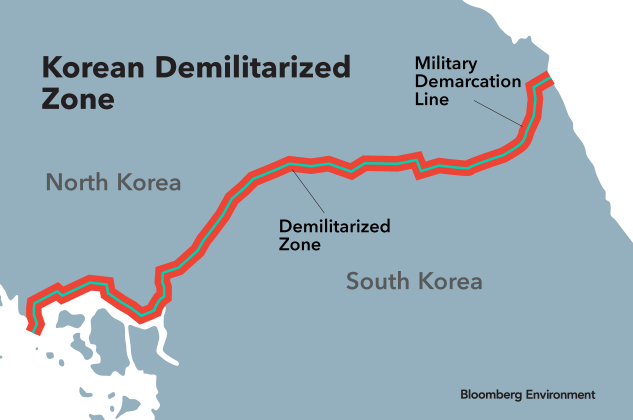 Korean Demilitarized
Zone
Military
Demarcation
Line
North Korea
Demilitarized
Zone
South Korea
Bloomberg Environment